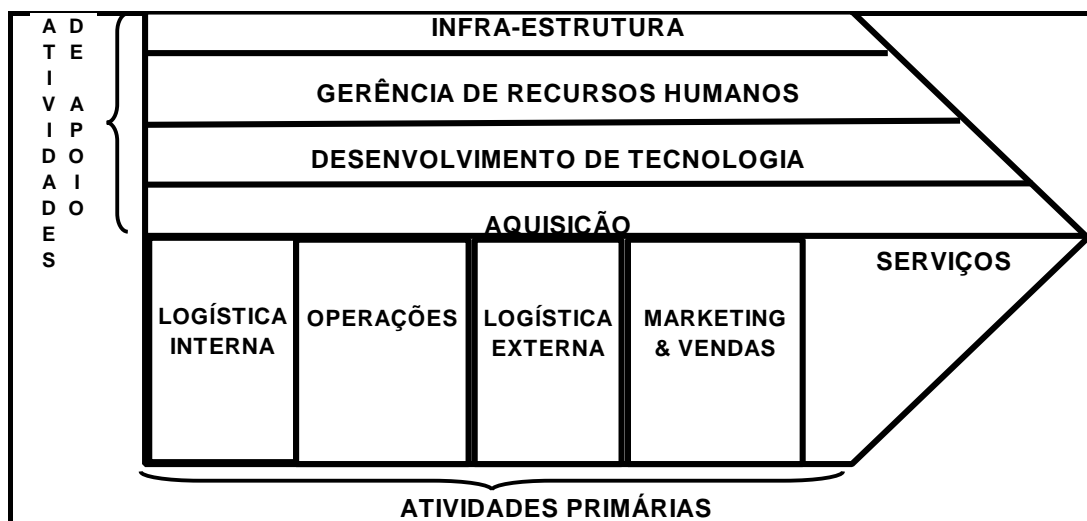 ATIVIDADES
DE APOIO
INFRA-ESTRUTURA
GERÊNCIA DE RECURSOS HUMANOS
DESENVOLVIMENTO DE TECNOLOGIA
AQUISIÇÃO
LOGÍSTICA
INTERNA
OPERAÇÕES
LOGÍSTICA
EXTERNA
MARKETING
& VENDAS
SERVIÇOS
ATIVIDADES PRIMÁRIAS